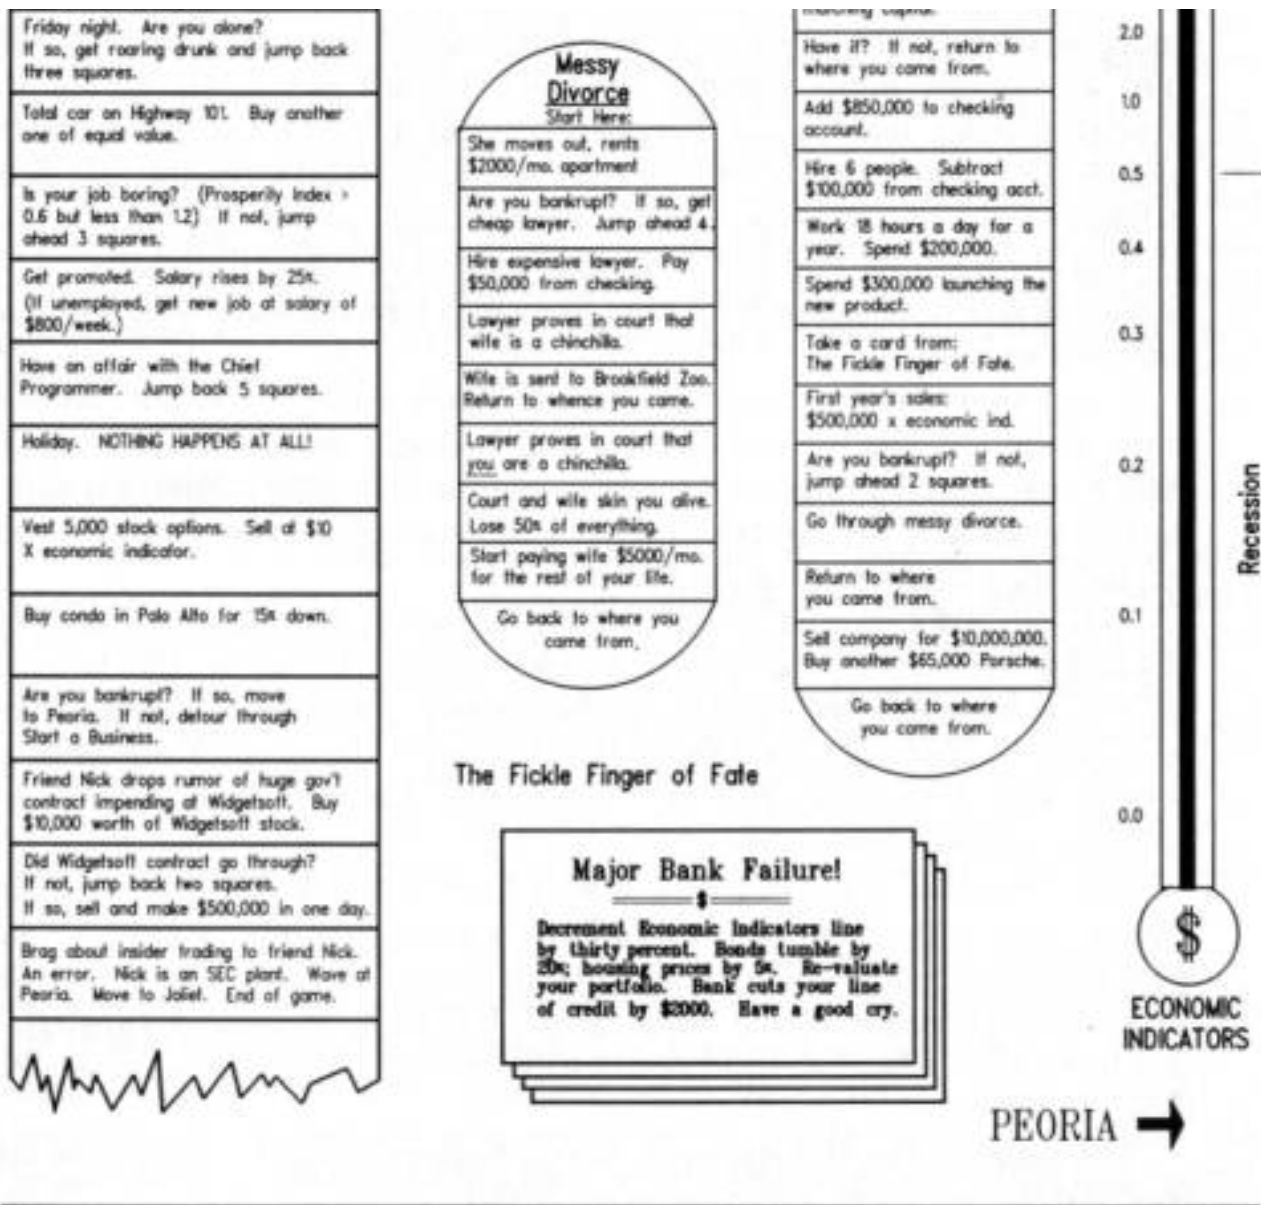 Friday night. Are you alone?
If so, get roaring drunk and jump back
three squares.
Total car on Highway 101. Buy another
one of equal value.
Is your job boring? (Prosperity Index >
0.6 but less than 1.2) If not, jump
ahead 3 squares.
Get promoted. Salary rises by 25%.
(If unemployed, get new job at salary of
$800/week.)
Have an affair with the Chief
Programmer. Jump back 5 squares.
Holiday. NOTHING HAPPENS AT ALL!
Vest 5,000 stock options. Sell at $10
X economic indicator.
Buy condo in Palo Alto for 15% down.
Are you bankrupt? If so, move
to Peoria. If not, detour through
Start a Business.
Friend Nick drops rumor of huge gov't
contract impending at Widgetsoft. Buy
$10,000 worth of Widgetsoft stock.
Did Widgetsoft contract go through?
If not, jump back two squares.
If so, sell and make $500,000 in one day.
Brag about insider trading to friend Nick.
An error. Nick is an SEC plant. Wave at
Peoria. Move to Joliet. End of game.
Messy
Divorce
Start Here:
She moves out, rents
$2000/mo. apartment
Are you bankrupt? If so, get
cheap lawyer. Jump ahead 4.
Hire expensive lawyer. Pay
$50,000 from checking.
Lawyer proves in court that
wife is a chinchilla.
Wife is sent to Brookfield Zoo.
Return to whence you came.
Lawyer proves in court that
you are a chinchilla.
Court and wife skin you alive.
Lose 50% of everything.
Start paying wife $5000/mo.
for the rest of your life.
Go back to where you
came from.
matching capital.
Have it? If not, return to
where you came from.
Add $850,000 to checking
account.
Hire 6 people. Subtract
$100,000 from checking acct.
Work 18 hours a day for a
year. Spend $200,000.
Spend $300,000 launching the
new product.
Take a card from:
The Fickle Finger of Fate.
First year's sales:
$500,000 x economic ind.
Are you bankrupt? If not,
jump ahead 2 squares.
Go through messy divorce.
Return to where
you came from.
Sell company for $10,000,000.
Buy another $65,000 Porsche.
Go back to where
you came from.
The Fickle Finger of Fate
Major Bank Failure!
$
Decrement Economic Indicators line
by thirty percent. Bonds tumble by
20%; housing prices by 5%. Re-valuate
your portfolio. Bank cuts your line
of credit by $2000. Have a good cry.
2.0
1.0
0.5
0.4
0.3
0.2
0.1
0.0
Recession
$
ECONOMIC
INDICATORS
PEORIA